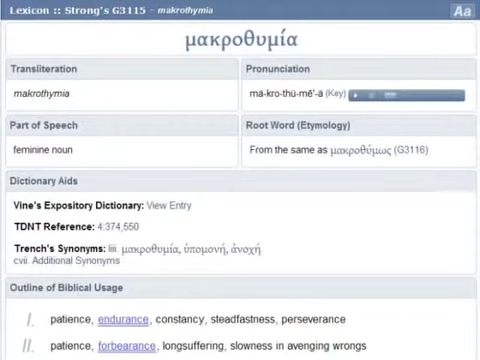 Lexicon :: Strong's G3115 - makrothymia
Aa
μακροθυμία
Transliteration
makrothymia
Pronunciation
mä-kro-thü-mē'-ä (Key)
Part of Speech
feminine noun
Root Word (Etymology)
From the same as μακροθύμως (G3116)
Dictionary Aids
Vine's Expository Dictionary: View Entry
TDNT Reference: 4:374,550
Trench's Synonyms: liii. μακροθυμία, ὑπομονή, ἀνοχή
cvii. Additional Synonyms
Outline of Biblical Usage
I. patience, endurance, constancy, steadfastness, perseverance
II. patience, forbearance, longsuffering, slowness in avenging wrongs